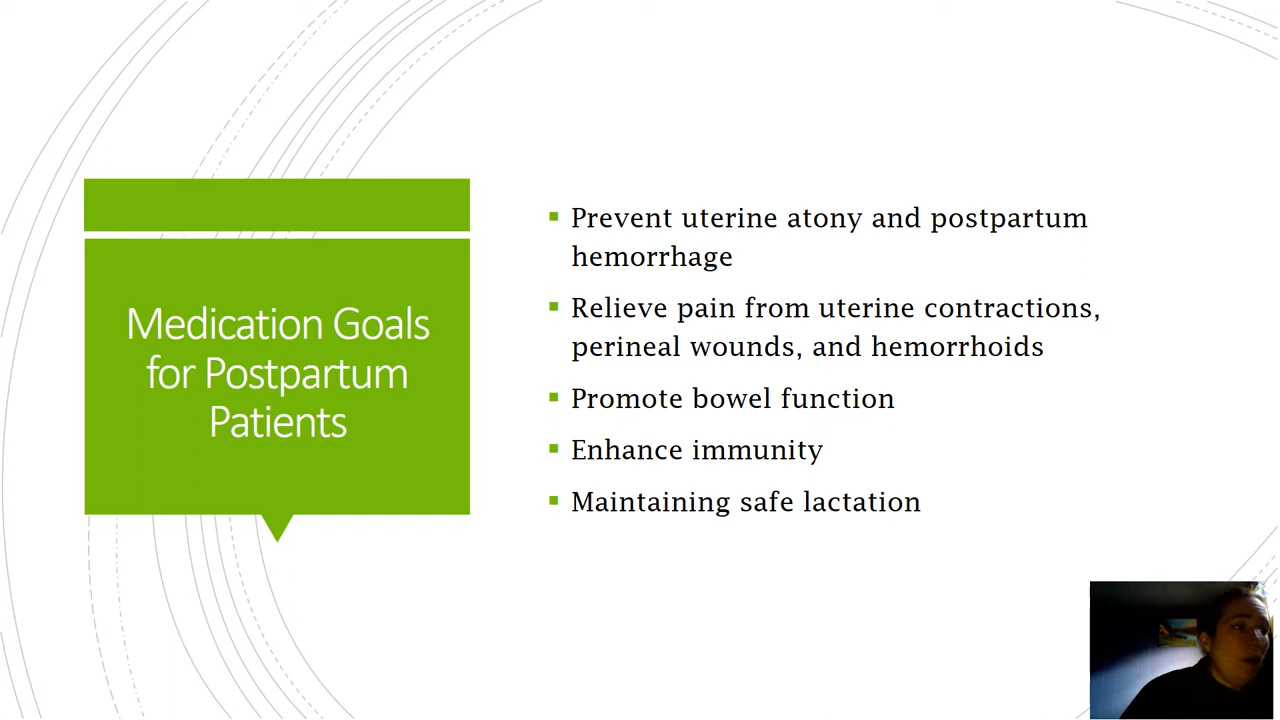 Medication Goals
for Postpartum
Patients
Prevent uterine atony and postpartum
hemorrhage
Relieve pain from uterine contractions,
perineal wounds, and hemorrhoids
Promote bowel function
Enhance immunity
Maintaining safe lactation